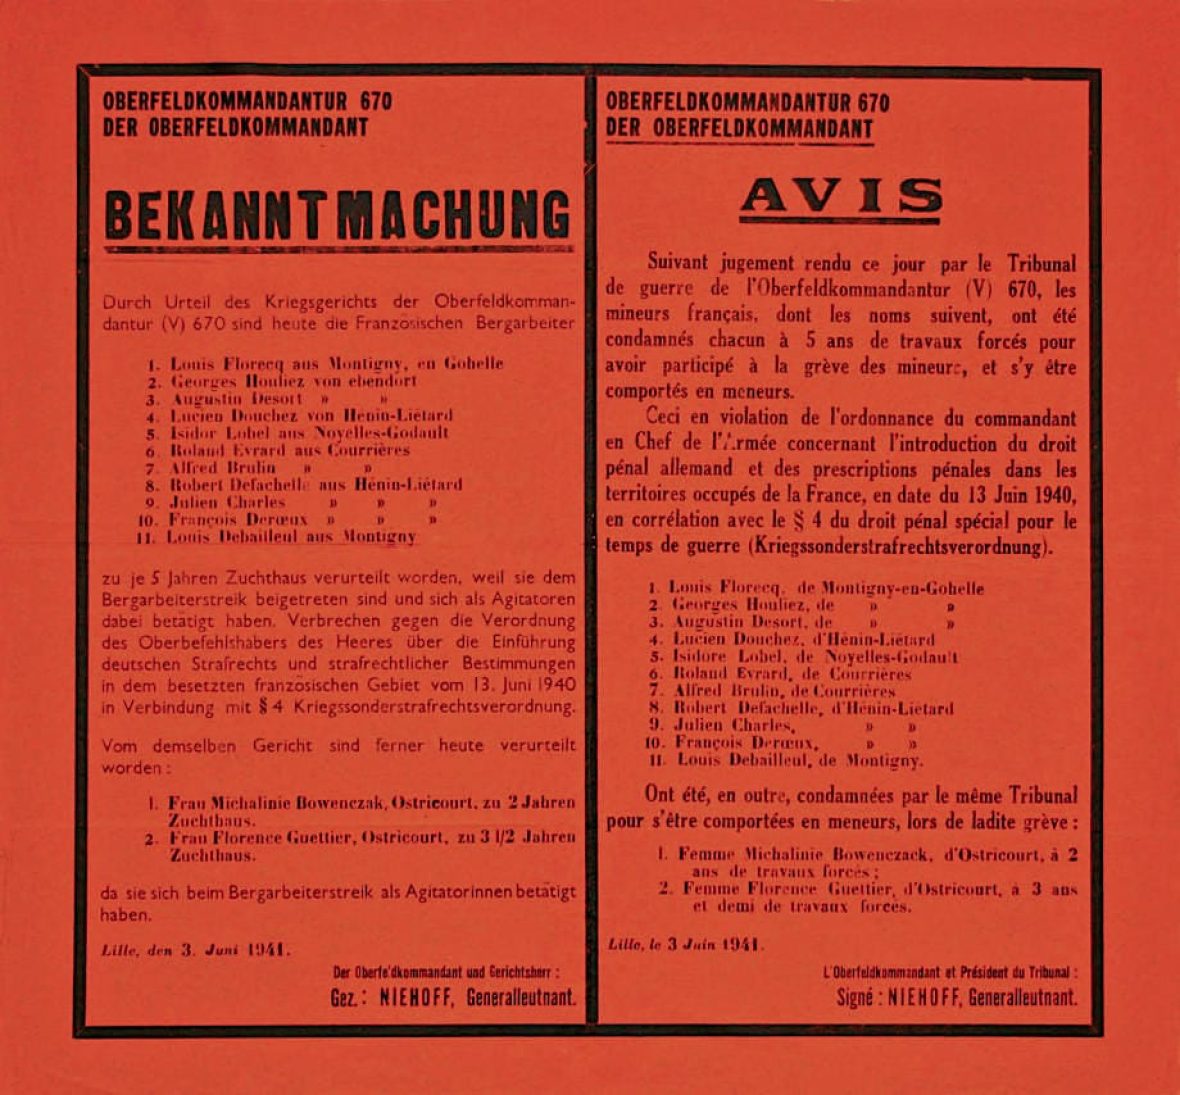 OBERFELDKOMMANDANTUR 670
DER OBERFELDKOMMANDANT
BEKANNTMACHUNG
Durch Urteil des Kriegsgerichts der Oberfeldkomman-
dantur (V) 670 sind heute die Französischen Bergarbeiter
1. Louis Florecq aus Montigny, en Gohelle
2. Georges Houliez von ebendort
3. Augustin Desort » »
4. Lucien Douchez von Hénin-Liétard
5. Isidor Lobel aus Noyelles-Godault
6. Roland Evrard aus Courrières
7. Alfred Brulin » »
8. Robert Defachelle aus Hénin-Liétard
9. Julien Charles » » »
10. François Derœux » » »
11. Louis Debailleul aus Montigny
zu je 5 Jahren Zuchthaus verurteilt worden, weil sie dem
Bergarbeiterstreik beigetreten sind und sich als Agitatoren
dabei betätigt haben. Verbrechen gegen die Verordnung
des Oberbefehlshabers des Heeres über die Einführung
deutschen Strafrechts und strafrechtlicher Bestimmungen
in dem besetzten französischen Gebiet vom 13. Juni 1940
in Verbindung mit § 4 Kriegssonderstrafrechtsverordnung.
Vom demselben Gericht sind ferner heute verurteilt
worden :
1. Frau Michalinie Bowenczak, Ostricourt, zu 2 Jahren
Zuchthaus.
2. Frau Florence Guettier, Ostricourt, zu 3 1/2 Jahren
Zuchthaus.
da sie sich beim Bergarbeiterstreik als Agitatorinnen betätigt
haben.
Lille, den 3. Juni 1941.
Der Oberfe'dkommandant und Gerichtsherr :
Gez. : NIEHOFF, Generalleutnant.
OBERFELDKOMMANDANTUR 670
DER OBERFELDKOMMANDANT
AVIS
Suivant jugement rendu ce jour par le Tribunal
de guerre de l'Oberfeldkommandantur (V) 670, les
mineurs français, dont les noms suivent, ont été
condamnés chacun à 5 ans de travaux forcés pour
avoir participé à la grève des mineurs, et s'y être
comportés en meneurs.
Ceci en violation de l'ordonnance du commandant
en Chef de l'Armée concernant l'introduction du droit
pénal allemand et des prescriptions pénales dans les
territoires occupés de la France, en date du 13 Juin 1940,
en corrélation avec le § 4 du droit pénal spécial pour le
temps de guerre (Kriegssonderstrafrechtsverordnung).
1. Louis Florecq, de Montigny-en-Gohelle
2. Georges Houliez, de » »
3. Augustin Desort, de » »
4. Lucien Douchez, d'Hénin-Liétard
5. Isidore Lobel, de Noyelles-Godault
6. Roland Evrard, de Courrières
7. Alfred Brulin, de Courrières
8. Robert Defachelle, d'Hénin-Liétard
9. Julien Charles, » »
10. François Derœux, » »
11. Louis Debailleul, de Montigny.
Ont été, en outre, condamnées par le même Tribunal
pour s'être comportées en meneurs, lors de ladite grève :
1. Femme Michalinie Bowenczack, d'Ostricourt, à 2
ans de travaux forcés ;
2. Femme Florence Guettier, d'Ostricourt, à 3 ans
et demi de travaux forcés.
Lille, le 3 Juin 1941.
L'Oberfeldkommandant et Président du Tribunal :
Signé : NIEHOFF, Generalleutnant.